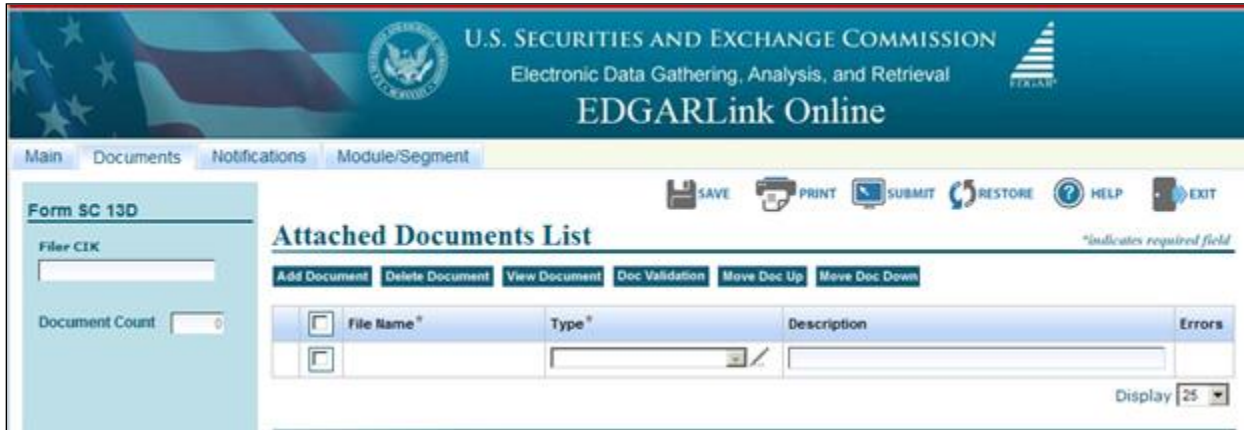 U.S. SECURITIES AND EXCHANGE COMMISSION
Electronic Data Gathering, Analysis, and Retrieval
EDGAR®
EDGARLink Online
Main Documents Notifications Module/Segment
SAVE PRINT SUBMIT RESTORE HELP EXIT
Form SC 13D
Attached Documents List
*indicates required field
Filer CIK
Add Document Delete Document View Document Doc Validation Move Doc Up Move Doc Down
Document Count 0
File Name* Type* Description Errors
Display 25